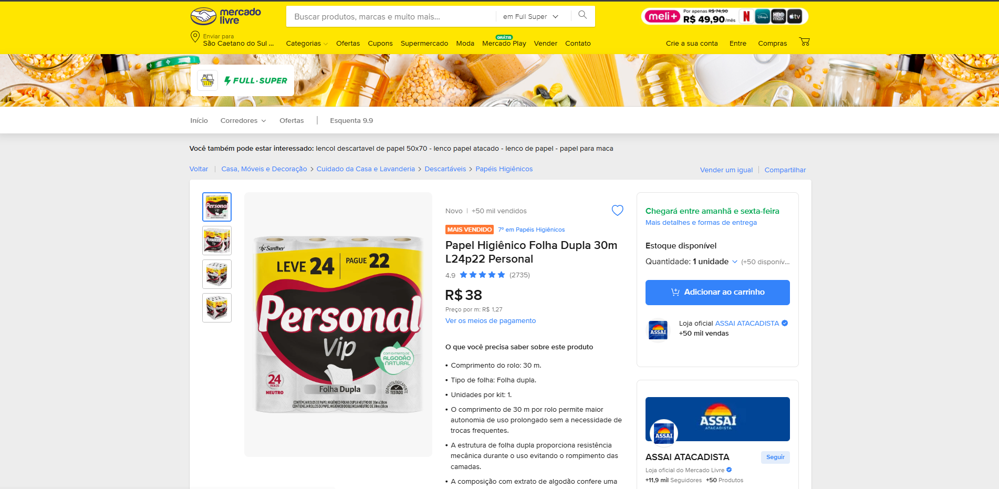 mercado
livre
Buscar produtos, marcas e muito mais...
em Full Super
meli+
Por apenas R$ 74,90
R$ 49,90/mês
N
Disney+
HBO
max
tv
Enviar para
São Caetano do Sul ...
Categorias
Ofertas
Cupons
Supermercado
Moda
GRÁTIS
Mercado Play
Vender
Contato
Crie a sua conta
Entre
Compras
FULL·SUPER
Início
Corredores
Ofertas
Esquenta 9.9
Você também pode estar interessado: lencol descartavel de papel 50x70 - lenco papel atacado - lenco de papel - papel para maca
Voltar
Casa, Móveis e Decoração
Cuidado da Casa e Lavanderia
Descartáveis
Papéis Higiênicos
Vender um igual
Compartilhar
Santher
LEVE 24
PAGUE 22
Personal
Vip
COM EXTRATO DE
ALGODÃO
NATURAL
24
ROLOS
NEUTRO
Folha Dupla
DERMATOLOGICAMENTE
TESTADO
CONTÉM 24 ROLOS DE PAPEL HIGIÊNICO FOLHA DUPLA NEUTRO DE 30m x 10cm
CONTIENE 24 ROLLOS DE PAPEL HIGIÉNICO DOBLE HOJA NEUTRO DE 30m x 10cm
Novo | +50 mil vendidos
MAIS VENDIDO
7º em Papéis Higiênicos
Papel Higiênico Folha Dupla 30m
L24p22 Personal
4.9
(2735)
R$ 38
Preço por m: R$ 1,27
Ver os meios de pagamento
O que você precisa saber sobre este produto
• Comprimento do rolo: 30 m.
• Tipo de folha: Folha dupla.
• Unidades por kit: 1.
• O comprimento de 30 m por rolo permite maior
autonomia de uso prolongado sem a necessidade de
trocas frequentes.
• A estrutura de folha dupla proporciona resistência
mecânica durante o uso evitando o rompimento das
camadas.
• A composição com extrato de algodão confere uma
Chegará entre amanhã e sexta-feira
Mais detalhes e formas de entrega
Estoque disponível
Quantidade: 1 unidade
(+50 disponív...
Adicionar ao carrinho
ASSAI
Loja oficial ASSAI ATACADISTA
+50 mil vendas
ASSAI
ATACADISTA
ASSAI
ASSAI ATACADISTA
Seguir
Loja oficial do Mercado Livre
+11,9 mil Seguidores
+50 Produtos